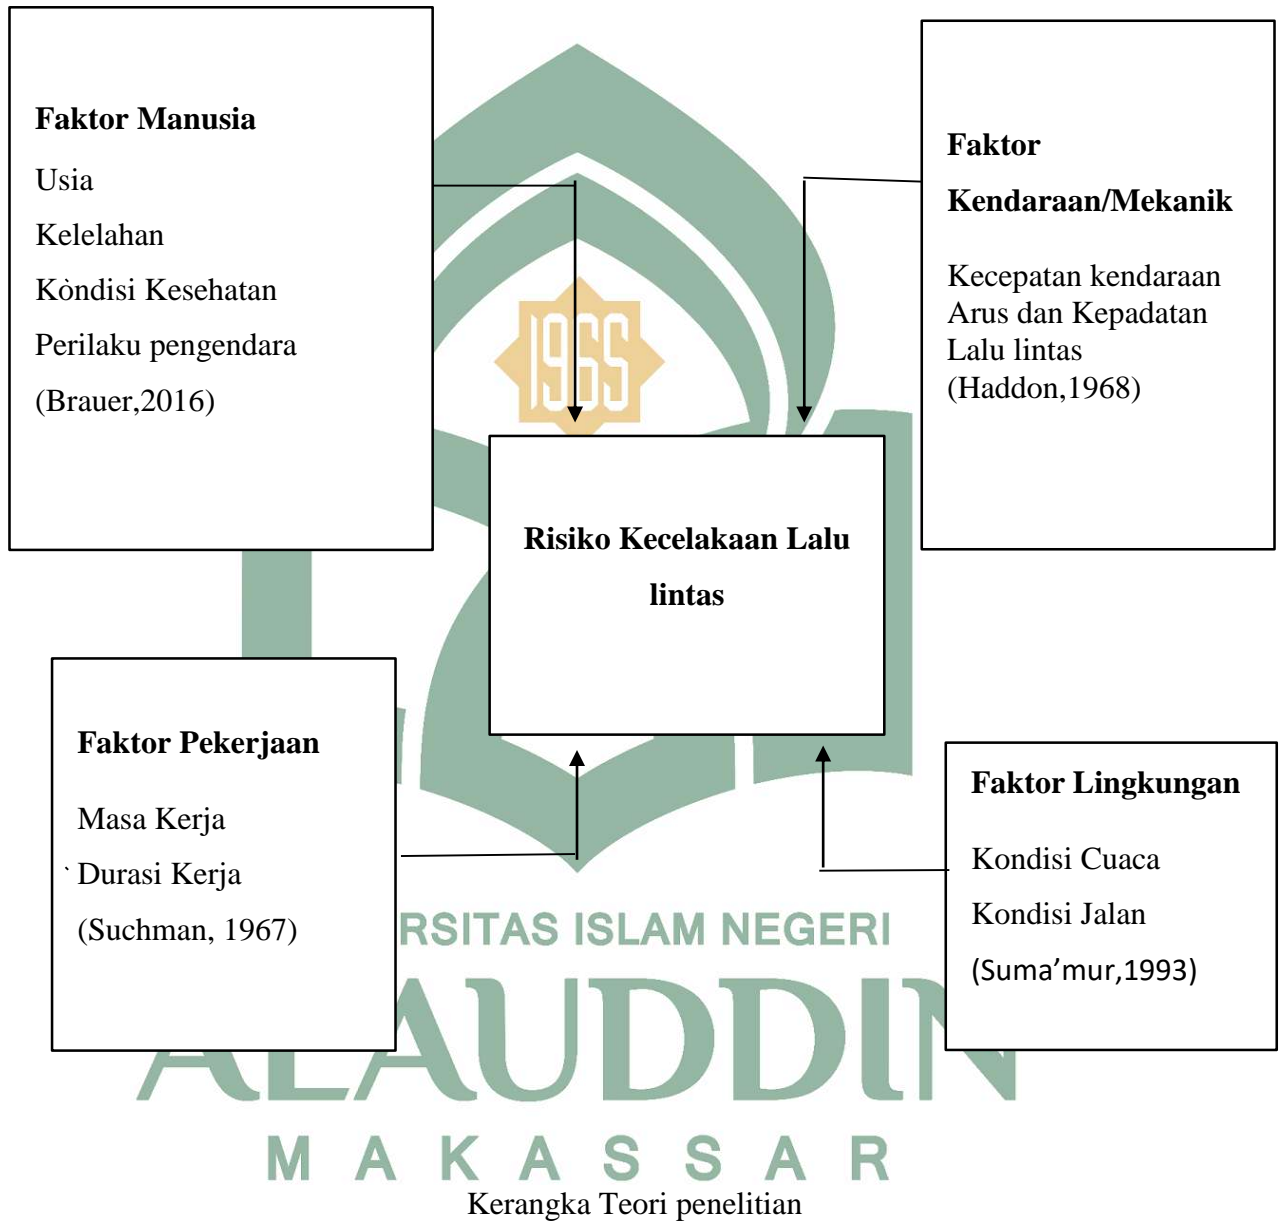 Faktor Manusia
Usia
Kelelahan
Kòndisi Kesehatan
Perilaku pengendara
(Brauer,2016)
Faktor
Kendaraan/Mekanik
Kecepatan kendaraan
Arus dan Kepadatan
Lalu lintas
(Haddon,1968)
1965
Risiko Kecelakaan Lalu
lintas
Faktor Pekerjaan
Masa Kerja
` Durasi Kerja
(Suchman, 1967)
Faktor Lingkungan
Kondisi Cuaca
Kondisi Jalan
(Suma’mur,1993)
RSITAS ISLAM NEGERI
ALAUDDIN
MAKASSAR
Kerangka Teori penelitian